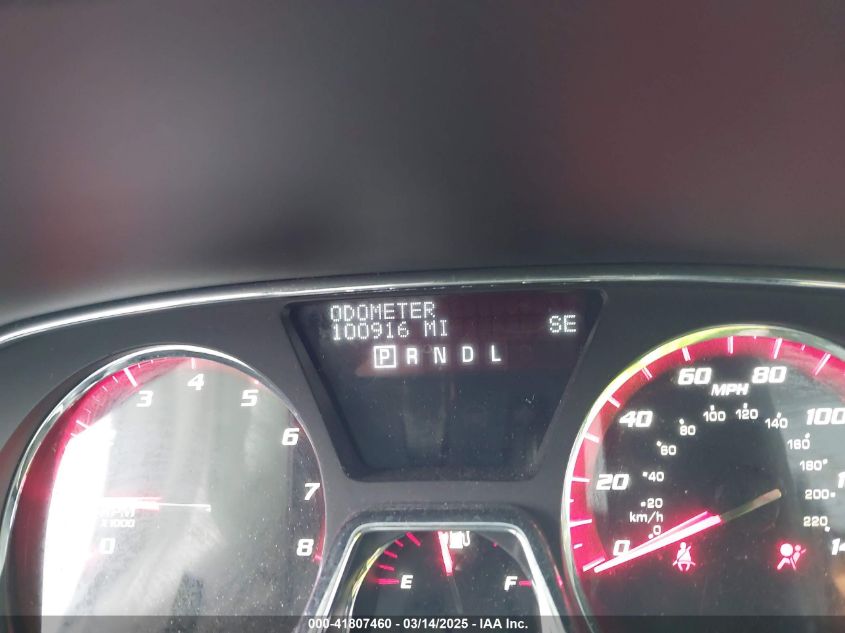 ODOMETER
100916 MI SE
P R N D L
0 3 4 5 6 7 8
RPM
X1000
0 20 40 60 80 100
MPH
0 20 40 60 80 100 120 140 160 180 200 220
km/h
E F
000-41807460 - 03/14/2025 - IAA Inc.